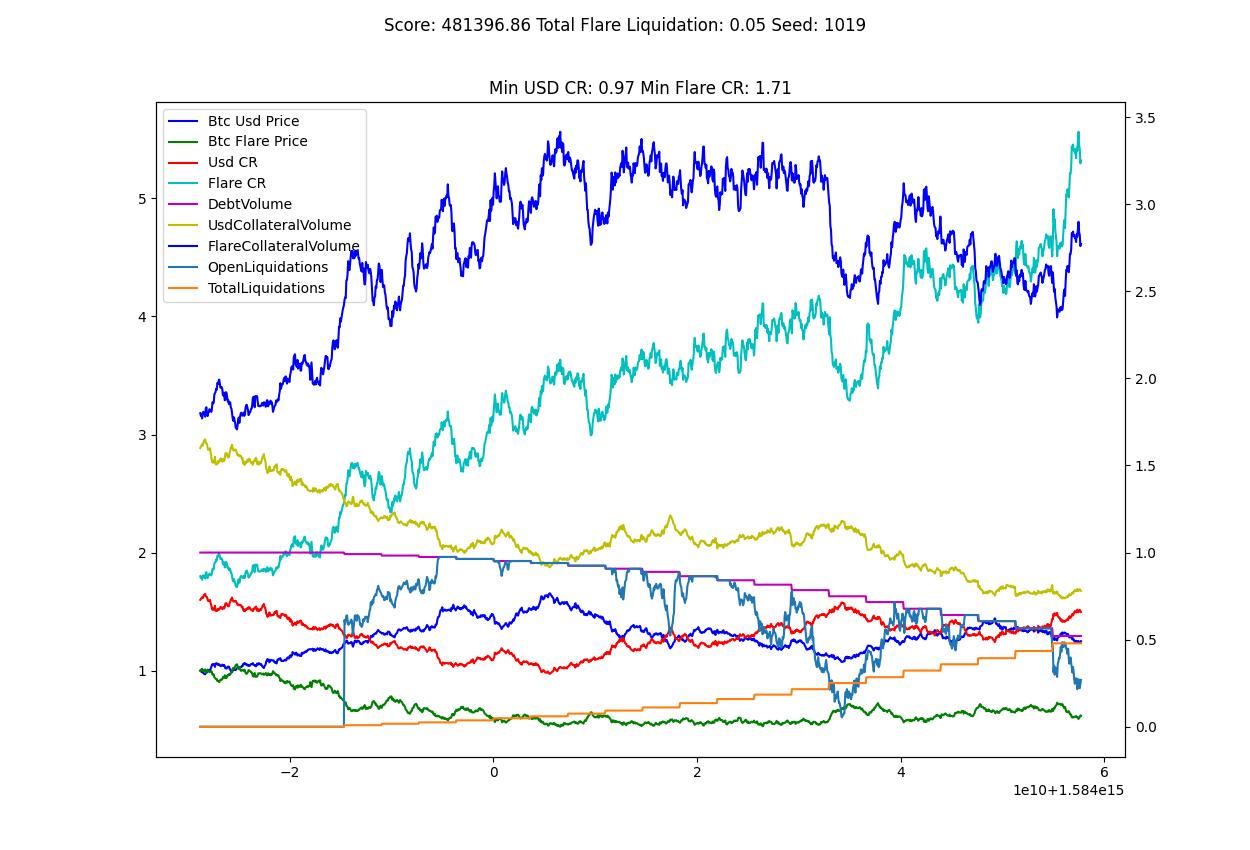 Score: 481396.86 Total Flare Liquidation: 0.05 Seed: 1019
Min USD CR: 0.97 Min Flare CR: 1.71
Btc Usd Price
Btc Flare Price
Usd CR
Flare CR
DebtVolume
UsdCollateralVolume
FlareCollateralVolume
OpenLiquidations
TotalLiquidations
5
4
3
2
1
3.5
3.0
2.5
2.0
1.5
1.0
0.5
0.0
−2 0 2 4 6
1e10+1.584e15